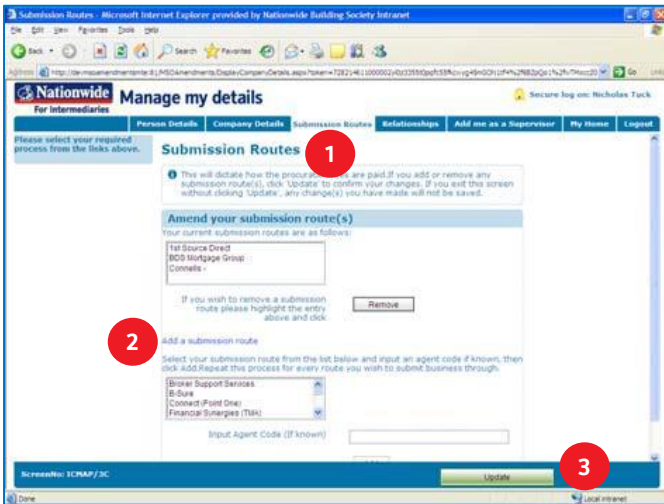 Submission Routes - Microsoft Internet Explorer provided by Nationwide Building Society Intranet
File Edit View Favorites Tools Help
Back Search Favorites
Address Go
Nationwide
For Intermediaries
Manage my details
Secure log on: Nicholas Tuck
Person Details Company Details Submission Routes Relationships Add me as a Supervisor My Home Logout
Please select your required
process from the links above.
Submission Routes
1
This will dictate how the procuration are paid.If you add or remove any
submission route(s), click 'Update' to confirm your changes. If you exit this screen
without clicking 'Update', any change(s) you have made will not be saved.
Amend your submission route(s)
Your current submission routes are as follows:
1st Source Direct
BDS Mortgage Group
Connells -
If you wish to remove a submission
route please highlight the entry
above and click
Remove
2
Add a submission route
Select your submission route from the list below and input an agent code if known, then
click Add.Repeat this process for every route you wish to submit business through.
Broker Support Services
B-Sure
Connect (Point One)
Financial Synergies (TMA)
Input Agent Code (If known)
ScreenNo: ICMAP/3C
Update
3
Done
Local intranet